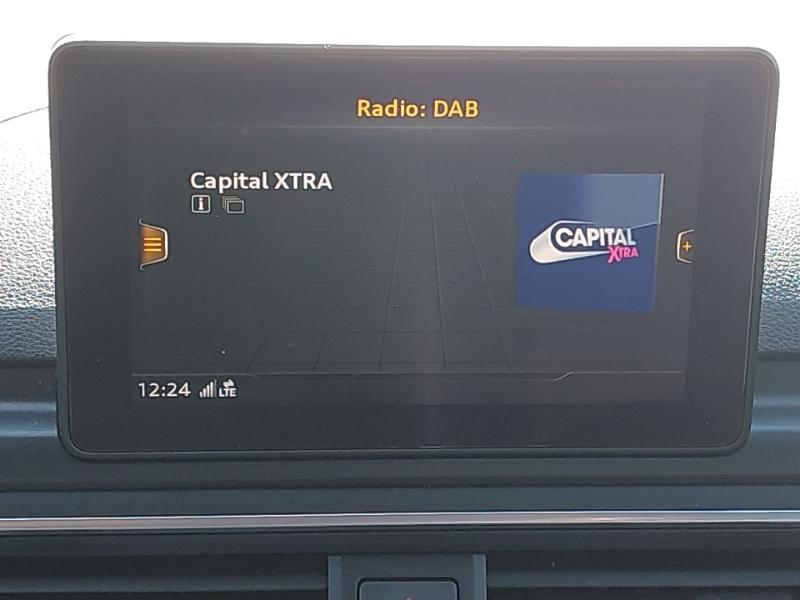 Radio: DAB
Capital XTRA
CAPITAL
XTRA
12:24 LTE